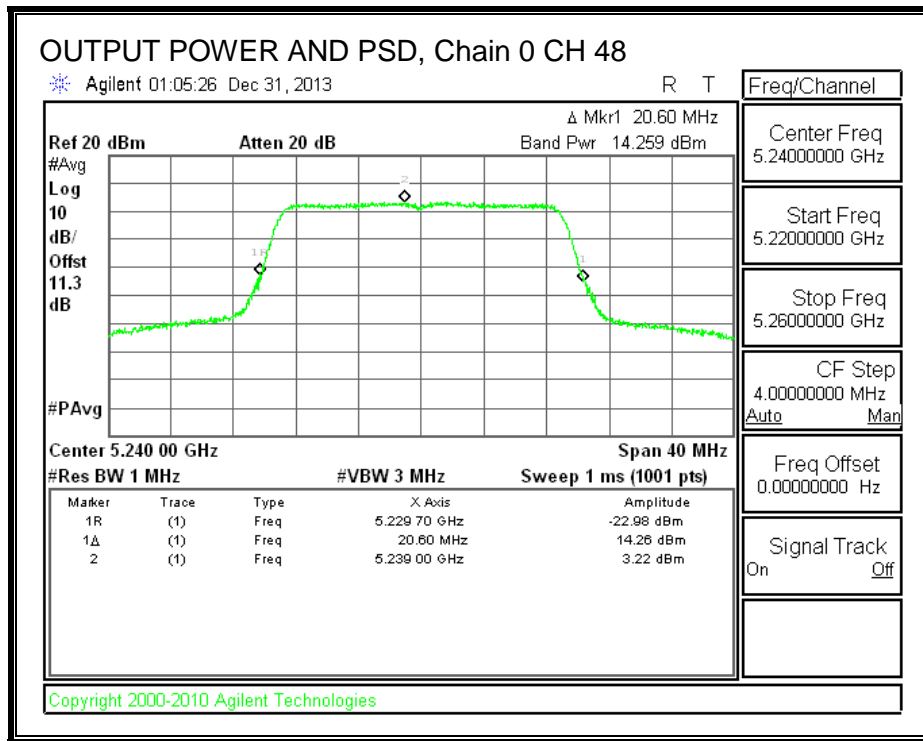 OUTPUT POWER AND PSD, Chain 0 CH 48
Agilent 01:05:26 Dec 31, 2013 R T
Δ Mkr1 20.60 MHz
Ref 20 dBm Atten 20 dB Band Pwr 14.259 dBm
#Avg
Log
10
dB/
Offst
11.3
dB
#PAvg
2
1R
1
Center 5.240 00 GHz Span 40 MHz
#Res BW 1 MHz #VBW 3 MHz Sweep 1 ms (1001 pts)
Marker Trace Type X Axis Amplitude
1R (1) Freq 5.229 70 GHz -22.98 dBm
1Δ (1) Freq 20.60 MHz 14.26 dBm
2 (1) Freq 5.239 00 GHz 3.22 dBm
Freq/Channel
Center Freq
5.24000000 GHz
Start Freq
5.22000000 GHz
Stop Freq
5.26000000 GHz
CF Step
4.00000000 MHz
Auto Man
Freq Offset
0.00000000 Hz
Signal Track
On Off
Copyright 2000-2010 Agilent Technologies